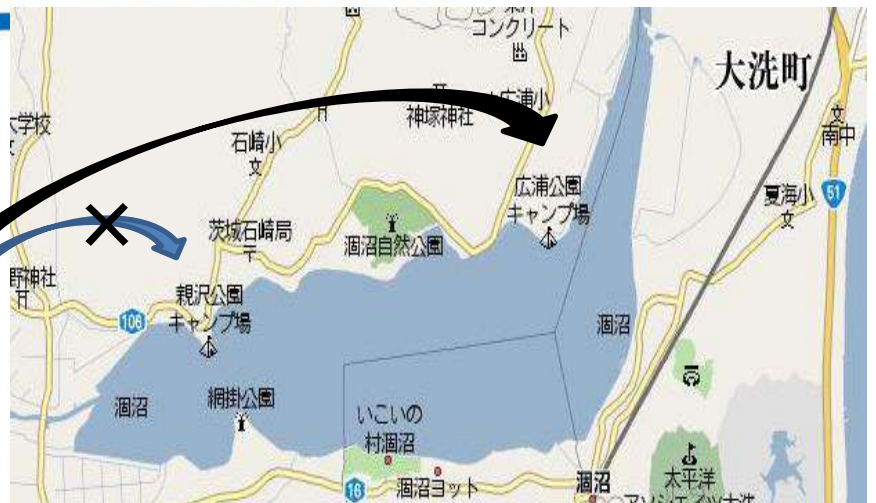 コンクリート
大洗町
広浦小
神塚神社
大学校
文
南中
文
石崎小
文
広浦公園
キャンプ場
夏海小
文
51
茨城石崎局
涸沼自然公園
野神社
親沢公園
キャンプ場
106
涸沼
涸沼
網掛公園
いこいの
村涸沼
16
涸沼ヨット
涸沼
太平洋